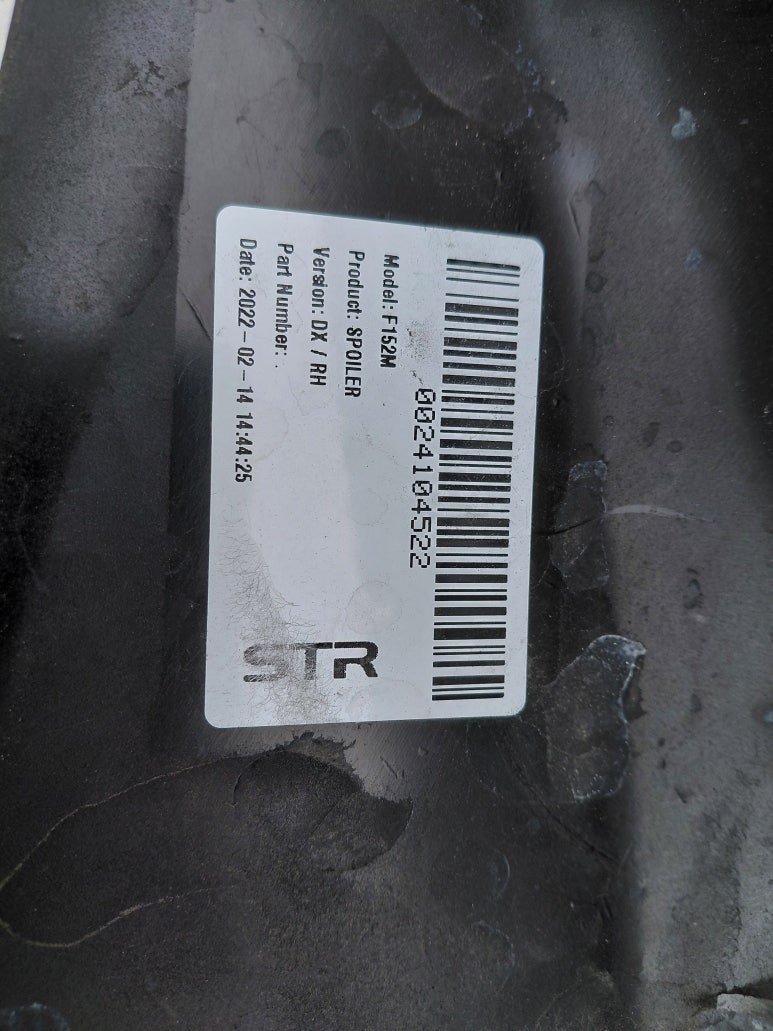 0024104522
Model: F152M
Product: SPOILER
Version: DX / RH
Part Number: .
Date: 2022-02-14 14:44:25
STR